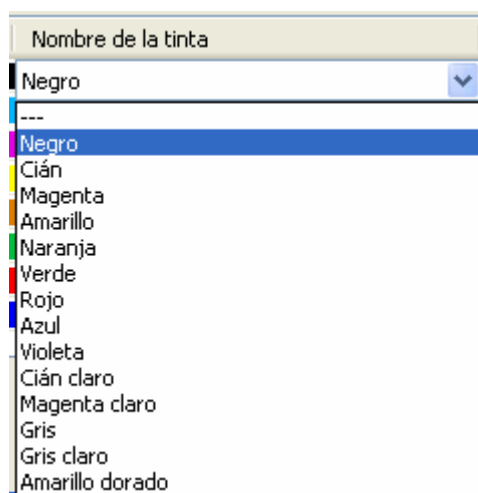 Nombre de la tinta
Negro
---
Negro
Cián
Magenta
Amarillo
Naranja
Verde
Rojo
Azul
Violeta
Cián claro
Magenta claro
Gris
Gris claro
Amarillo dorado